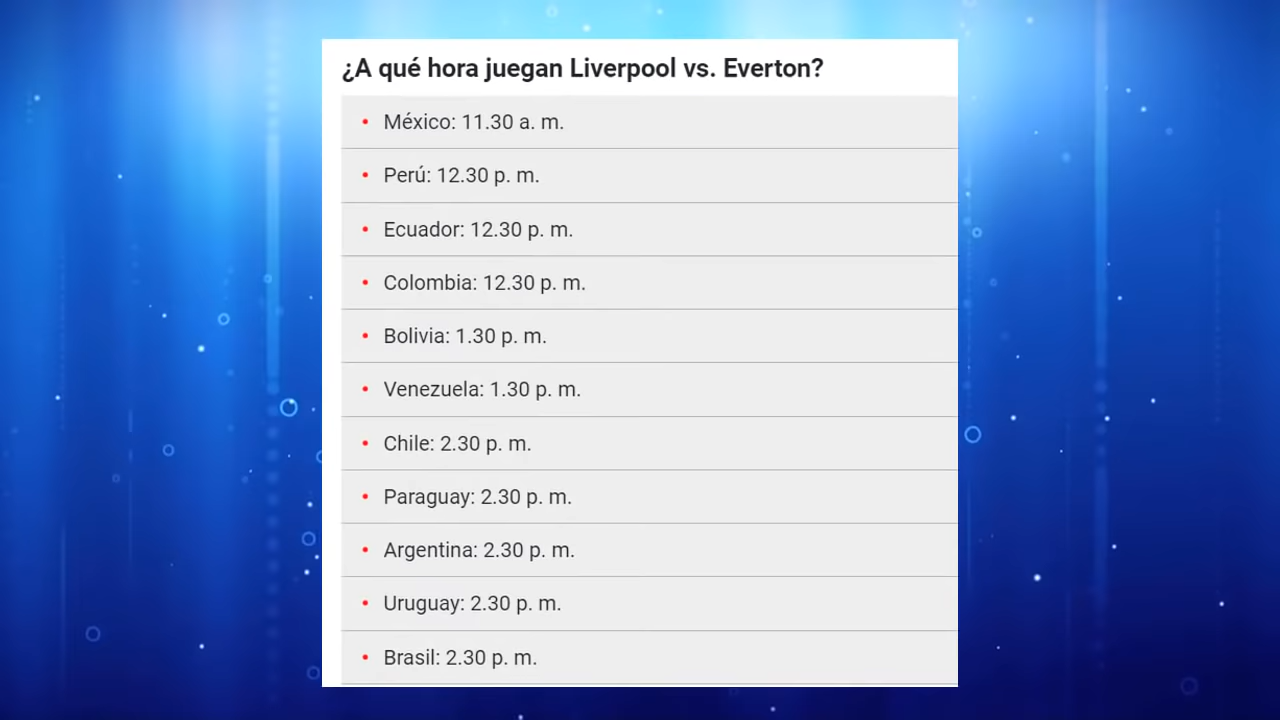 ¿A qué hora juegan Liverpool vs. Everton?
México: 11.30 a. m.
Perú: 12.30 p. m.
Ecuador: 12.30 p. m.
Colombia: 12.30 p. m.
Bolivia: 1.30 p. m.
Venezuela: 1.30 p. m.
Chile: 2.30 p. m.
Paraguay: 2.30 p. m.
Argentina: 2.30 p. m.
Uruguay: 2.30 p. m.
Brasil: 2.30 p. m.